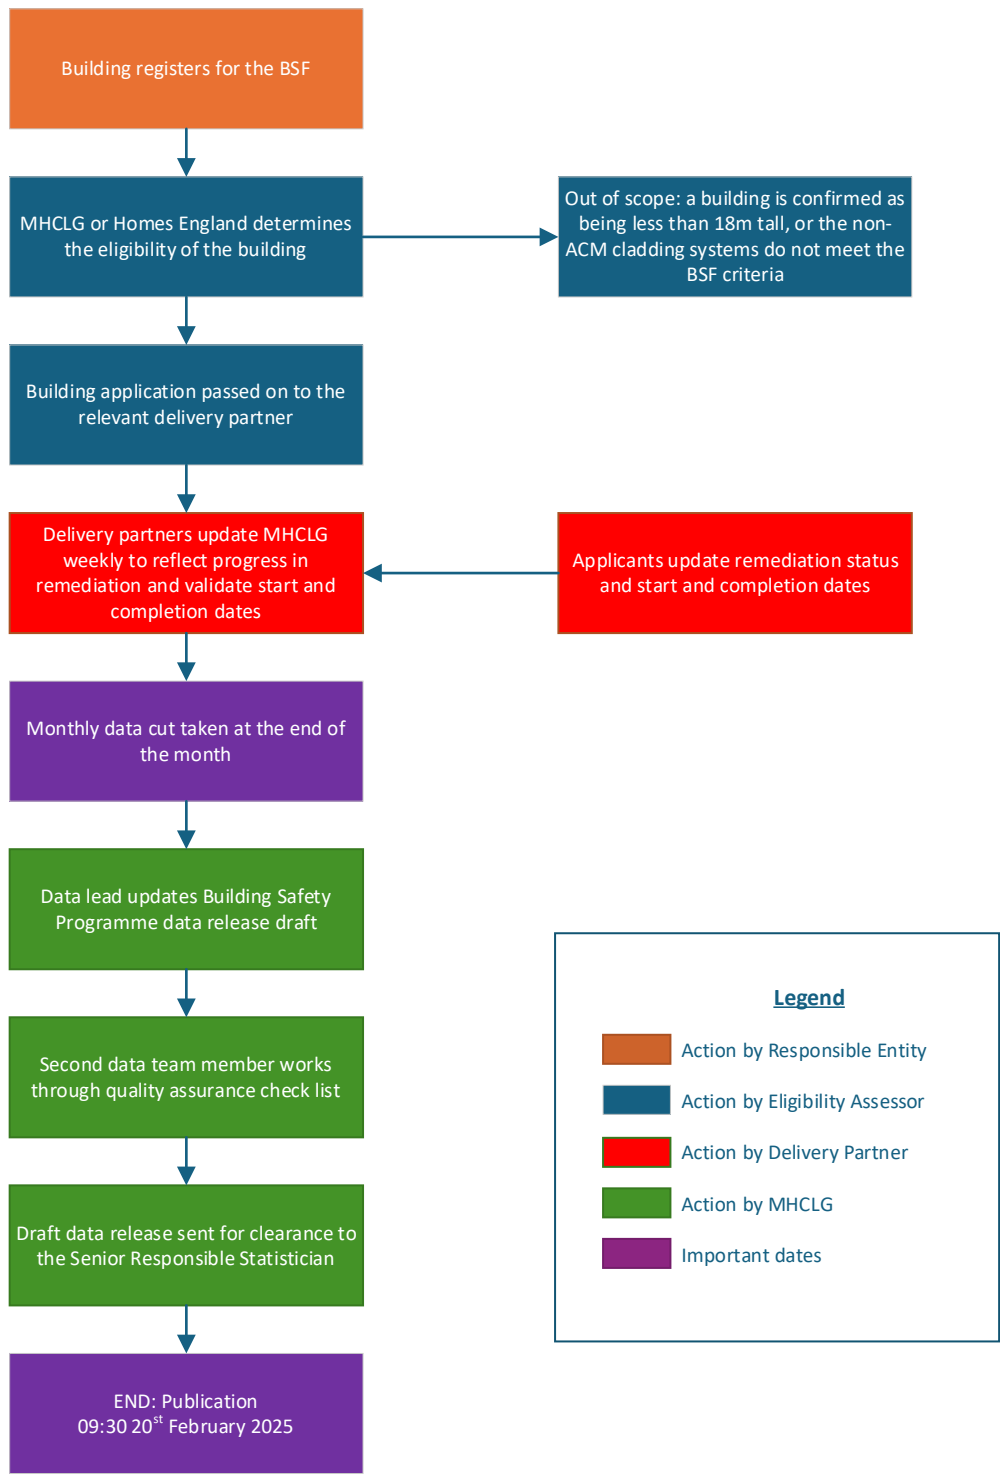 Building registers for the BSF
MHCLG or Homes England determines
the eligibility of the building
Out of scope: a building is confirmed as
being less than 18m tall, or the non-
ACM cladding systems do not meet the
BSF criteria
Building application passed on to the
relevant delivery partner
Delivery partners update MHCLG
weekly to reflect progress in
remediation and validate start and
completion dates
Applicants update remediation status
and start and completion dates
Monthly data cut taken at the end of
the month
Data lead updates Building Safety
Programme data release draft
Second data team member works
through quality assurance check list
Draft data release sent for clearance to
the Senior Responsible Statistician
END: Publication
09:30 20st February 2025
Legend
Action by Responsible Entity
Action by Eligibility Assessor
Action by Delivery Partner
Action by MHCLG
Important dates